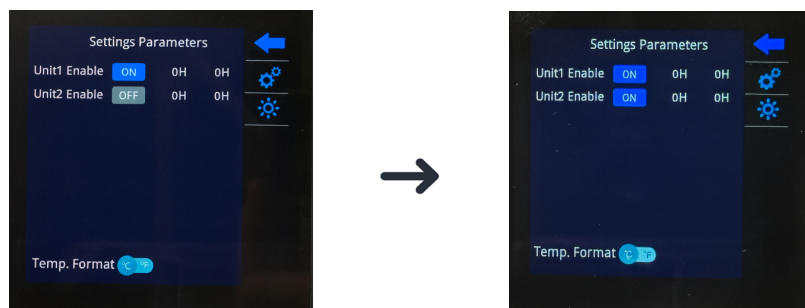 Settings Parameters
Unit1 Enable ON 0H 0H
Unit2 Enable OFF 0H 0H
Temp. Format °C °F
Settings Parameters
Unit1 Enable ON 0H 0H
Unit2 Enable ON 0H 0H
Temp. Format °C °F